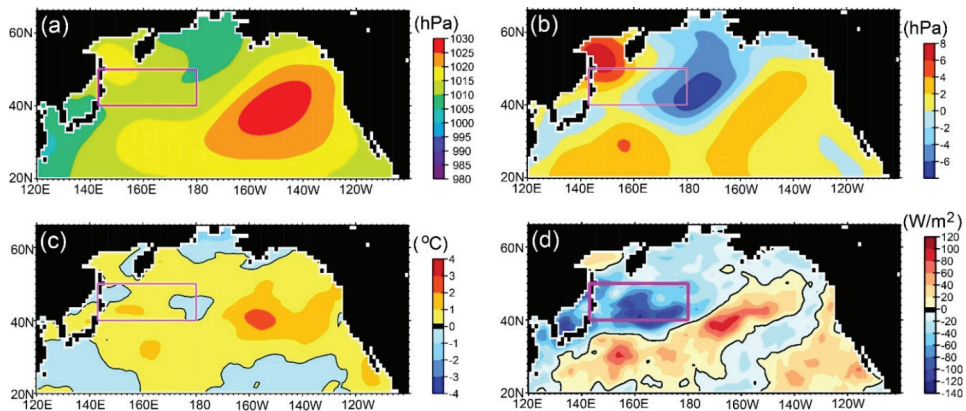 (a)
(hPa)
1030
1025
1020
1015
1010
1005
1000
995
990
985
980
60N
40N
20N
120E
140E
160E
180
160W
140W
120W
(b)
(hPa)
8
6
4
2
0
-2
-4
-6
-8
60N
40N
20N
120E
140E
160E
180
160W
140W
120W
(c)
(°C)
4
3
2
1
0
-1
-2
-3
-4
60N
40N
20N
120E
140E
160E
180
160W
140W
120W
(d)
(W/m²)
120
100
80
60
40
20
0
-20
-40
-60
-80
-100
-120
-140
60N
40N
20N
120E
140E
160E
180
160W
140W
120W